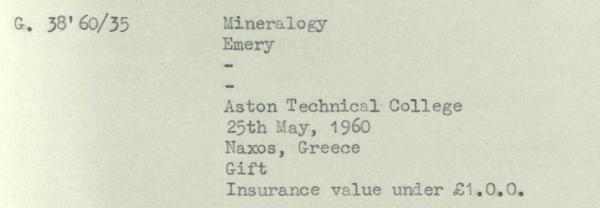 G. 38'60/35 Mineralogy
Emery
-
-
Aston Technical College
25th May, 1960
Naxos, Greece
Gift
Insurance value under £1.0.0.